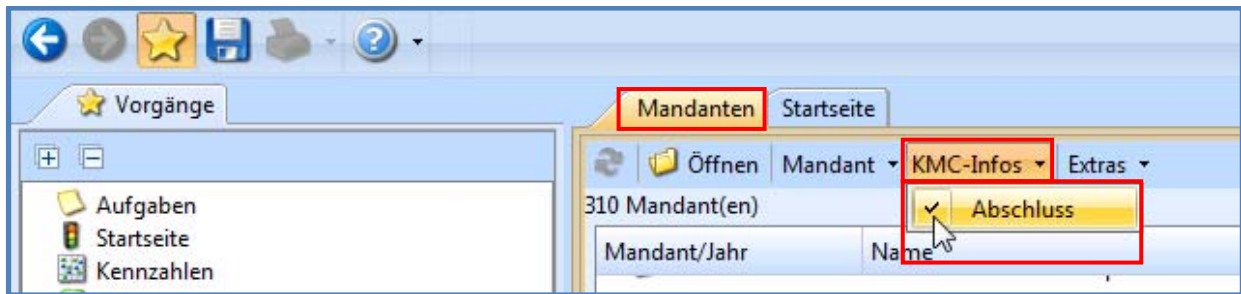 Vorgänge
Mandanten Startseite
Öffnen Mandant KMC-Infos Extras
310 Mandant(en)
Abschluss
Mandant/Jahr Name
Aufgaben
Startseite
Kennzahlen